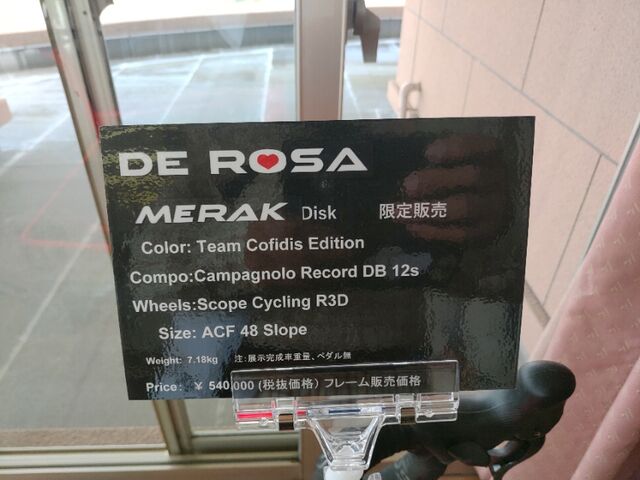 DE ROSA
MERAK Disk 限定販売
Color: Team Cofidis Edition
Compo:Campagnolo Record DB 12s
Wheels:Scope Cycling R3D
Size: ACF 48 Slope
Weight: 7.18kg 注:展示完成車重量、ペダル無
Price: ¥ 540,000 (税抜価格) フレーム販売価格